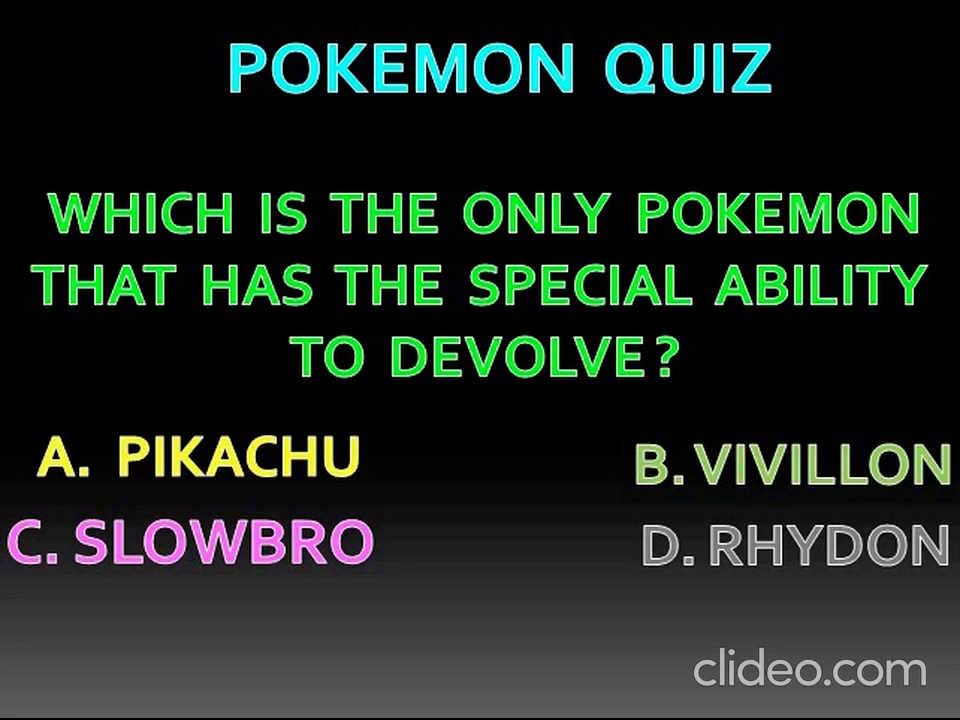 POKEMON QUIZ
WHICH IS THE ONLY POKEMON
THAT HAS THE SPECIAL ABILITY
TO DEVOLVE?
A. PIKACHU
B. VIVILLON
C. SLOWBRO
D. RHYDON
clideo.com